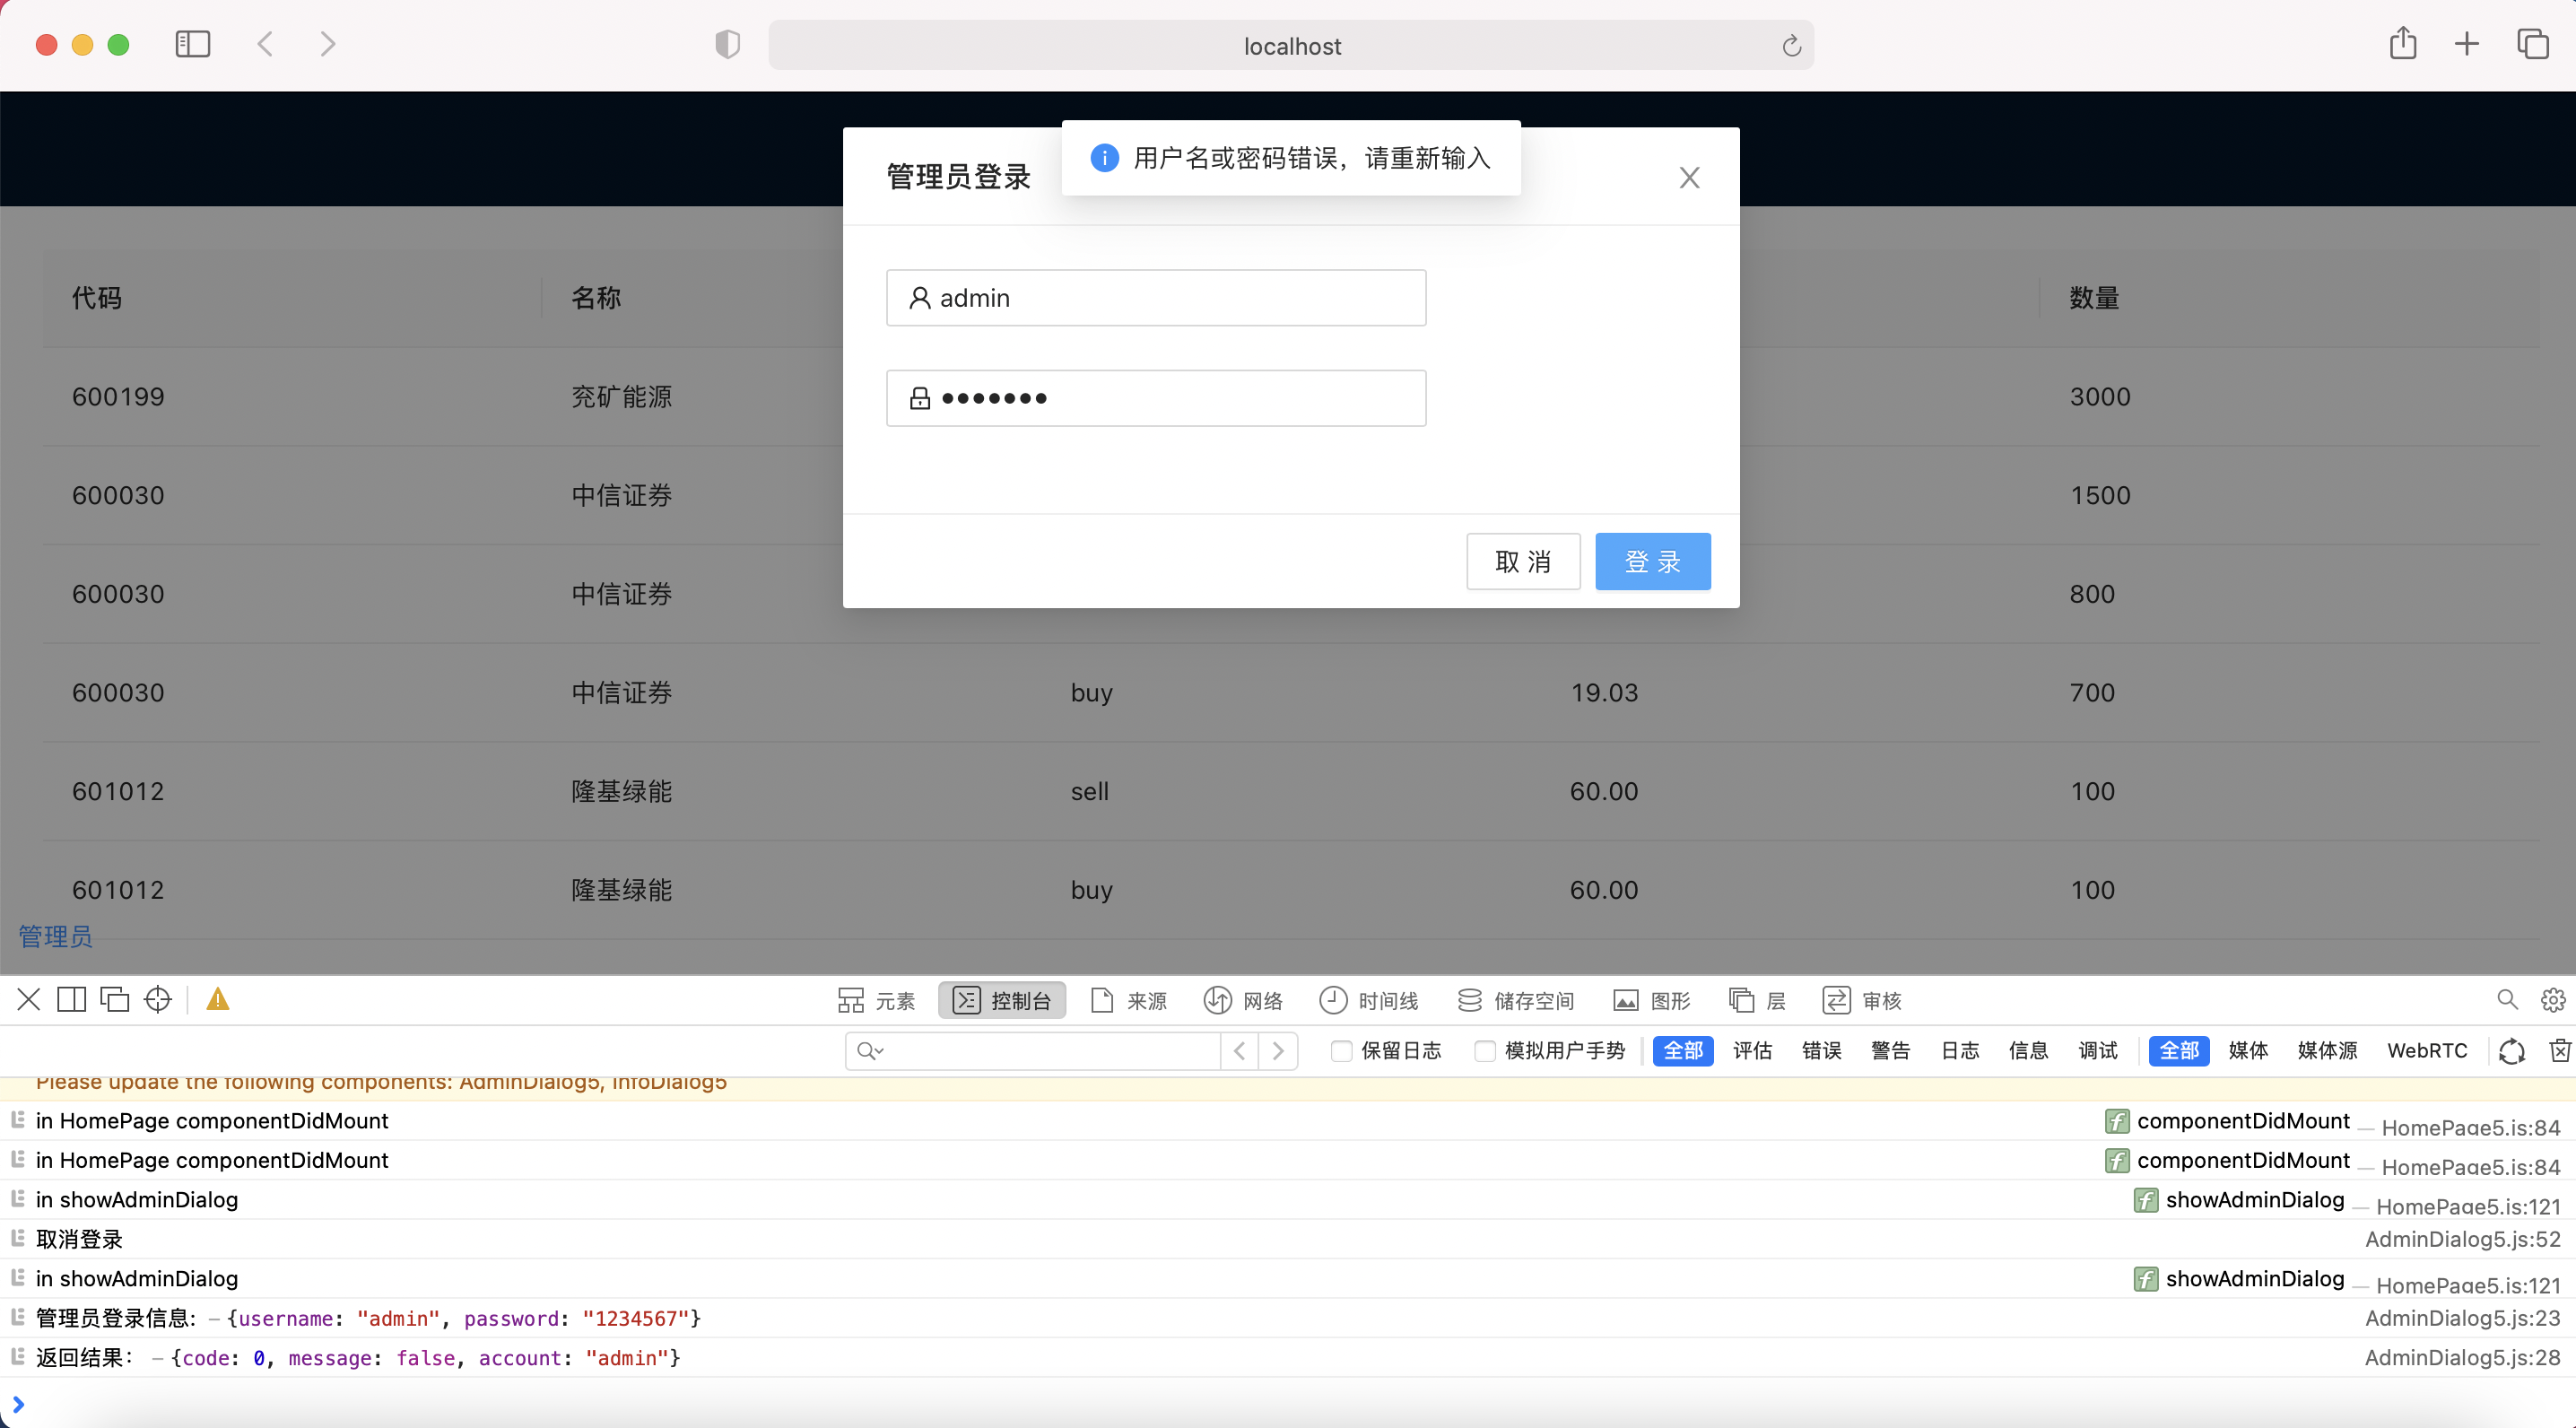 localhost
用户名或密码错误，请重新输入
管理员登录
admin
取 消
登 录
代码 名称 数量
600199 兖矿能源 3000
600030 中信证券 1500
600030 中信证券 800
600030 中信证券 buy 19.03 700
601012 隆基绿能 sell 60.00 100
601012 隆基绿能 buy 60.00 100
管理员
元素 控制台 来源 网络 时间线 储存空间 图形 层 审核
保留日志 模拟用户手势 全部 评估 错误 警告 日志 信息 调试 全部 媒体 媒体源 WebRTC
Please update the following components: AdminDialog5, InfoDialog5
in HomePage componentDidMount f componentDidMount — HomePage5.js:84
in HomePage componentDidMount f componentDidMount — HomePage5.js:84
in showAdminDialog f showAdminDialog — HomePage5.js:121
取消登录 AdminDialog5.js:52
in showAdminDialog f showAdminDialog — HomePage5.js:121
管理员登录信息: – {username: "admin", password: "1234567"} AdminDialog5.js:23
返回结果： – {code: 0, message: false, account: "admin"} AdminDialog5.js:28